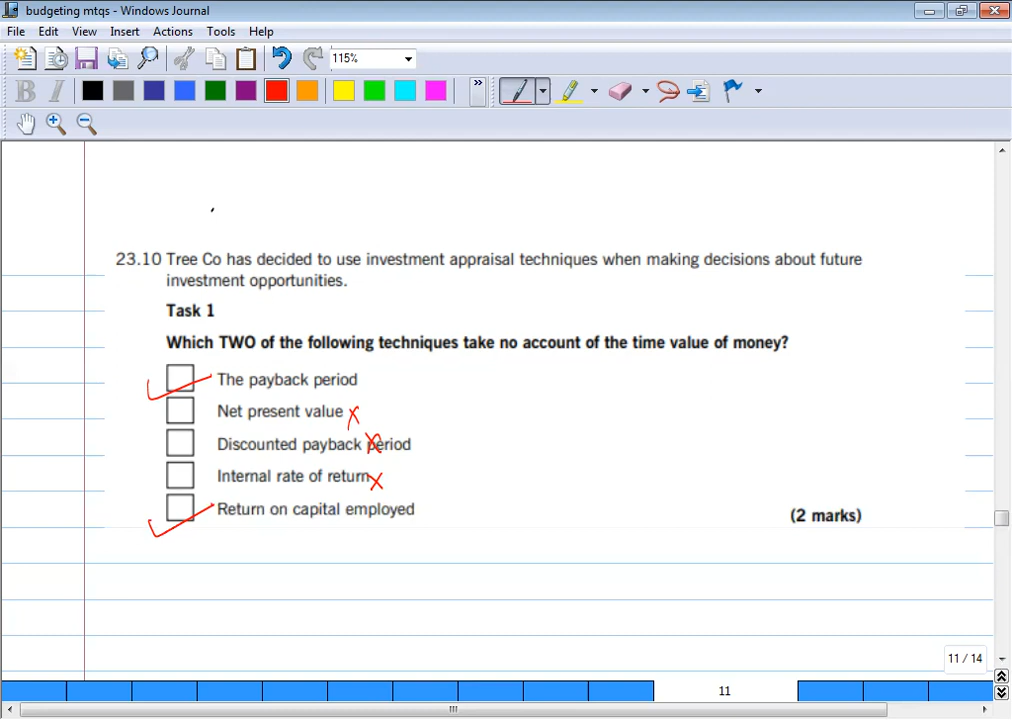 budgeting mtqs - Windows Journal
File Edit View Insert Actions Tools Help
115%
B I
23.10 Tree Co has decided to use investment appraisal techniques when making decisions about future
investment opportunities.
Task 1
Which TWO of the following techniques take no account of the time value of money?
The payback period
Net present value x
Discounted payback period x
Internal rate of return x
Return on capital employed
(2 marks)
11 / 14
11